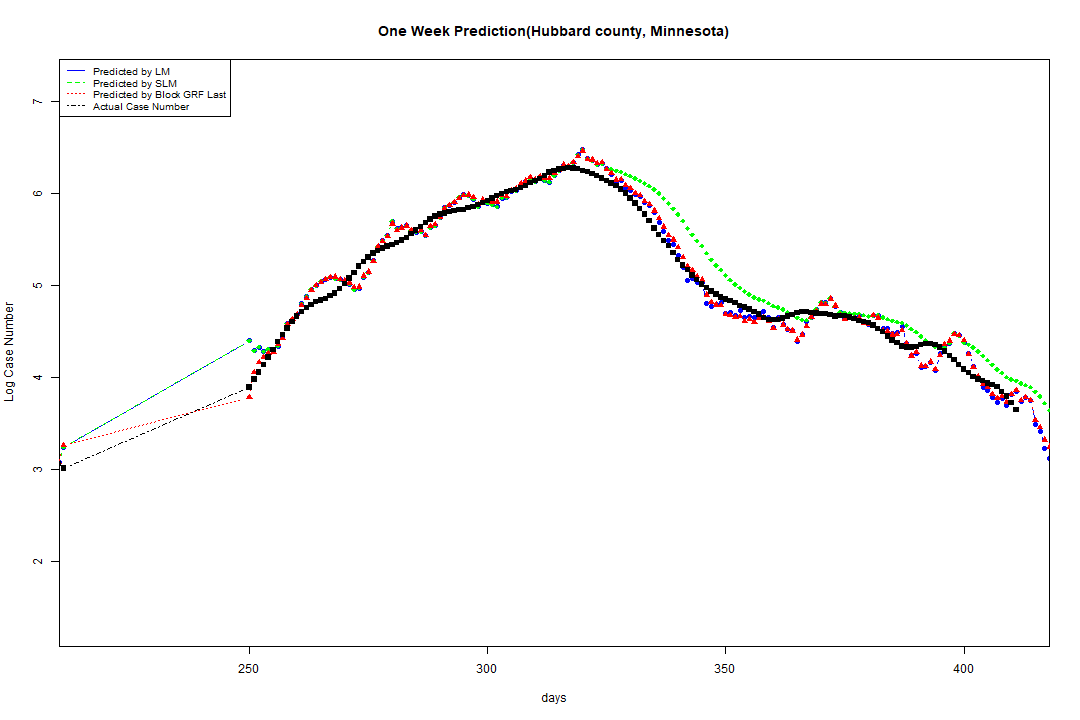 One Week Prediction(Hubbard county, Minnesota)
Predicted by LM
Predicted by SLM
Predicted by Block GRF Last
Actual Case Number
7
6
5
4
3
2
Log Case Number
250 300 350 400
days